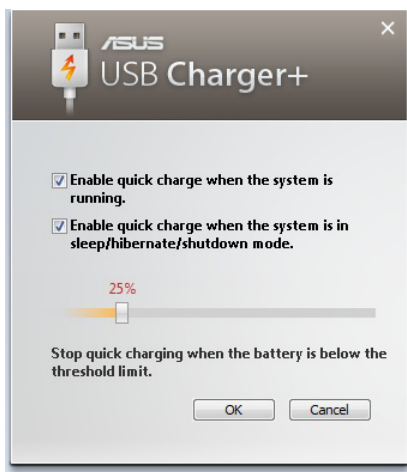 ASUS
USB Charger+
Enable quick charge when the system is
running.
Enable quick charge when the system is in
sleep/hibernate/shutdown mode.
25%
Stop quick charging when the battery is below the
threshold limit.
OK Cancel